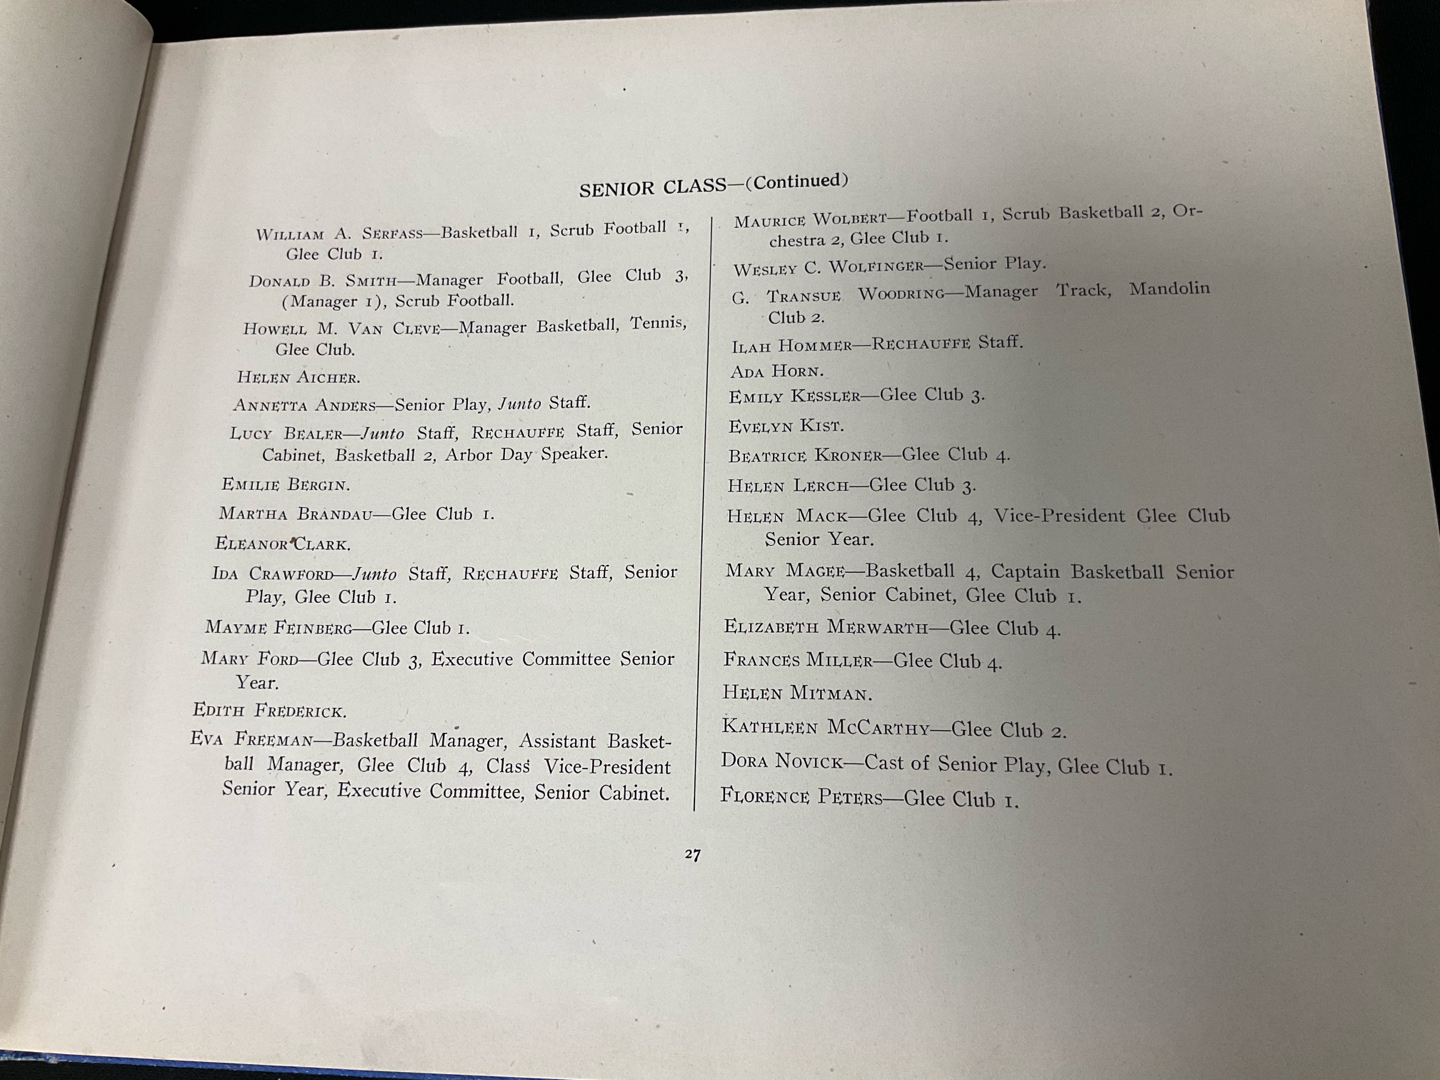 SENIOR CLASS—(Continued)
WILLIAM A. SERFASS—Basketball 1, Scrub Football 1,
Glee Club 1.
DONALD B. SMITH—Manager Football, Glee Club 3,
(Manager 1), Scrub Football.
HOWELL M. VAN CLEVE—Manager Basketball, Tennis,
Glee Club.
HELEN AICHER.
ANNETTA ANDERS—Senior Play, Junto Staff.
LUCY BEALER—Junto Staff, RECHAUFFE Staff, Senior
Cabinet, Basketball 2, Arbor Day Speaker.
EMILIE BERGIN.
MARTHA BRANDAU—Glee Club 1.
ELEANOR CLARK.
IDA CRAWFORD—Junto Staff, RECHAUFFE Staff, Senior
Play, Glee Club 1.
MAYME FEINBERG—Glee Club 1.
MARY FORD—Glee Club 3, Executive Committee Senior
Year.
EDITH FREDERICK.
EVA FREEMAN—Basketball Manager, Assistant Basket-
ball Manager, Glee Club 4, Class Vice-President
Senior Year, Executive Committee, Senior Cabinet.
MAURICE WOLBERT—Football 1, Scrub Basketball 2, Or-
chestra 2, Glee Club 1.
WESLEY C. WOLFINGER—Senior Play.
G. TRANSUE WOODRING—Manager Track, Mandolin
Club 2.
ILAH HOMMER—RECHAUFFE Staff.
ADA HORN.
EMILY KESSLER—Glee Club 3.
EVELYN KIST.
BEATRICE KRONER—Glee Club 4.
HELEN LERCH—Glee Club 3.
HELEN MACK—Glee Club 4, Vice-President Glee Club
Senior Year.
MARY MAGEE—Basketball 4, Captain Basketball Senior
Year, Senior Cabinet, Glee Club 1.
ELIZABETH MERWARTH—Glee Club 4.
FRANCES MILLER—Glee Club 4.
HELEN MITMAN.
KATHLEEN MCCARTHY—Glee Club 2.
DORA NOVICK—Cast of Senior Play, Glee Club 1.
FLORENCE PETERS—Glee Club 1.
27